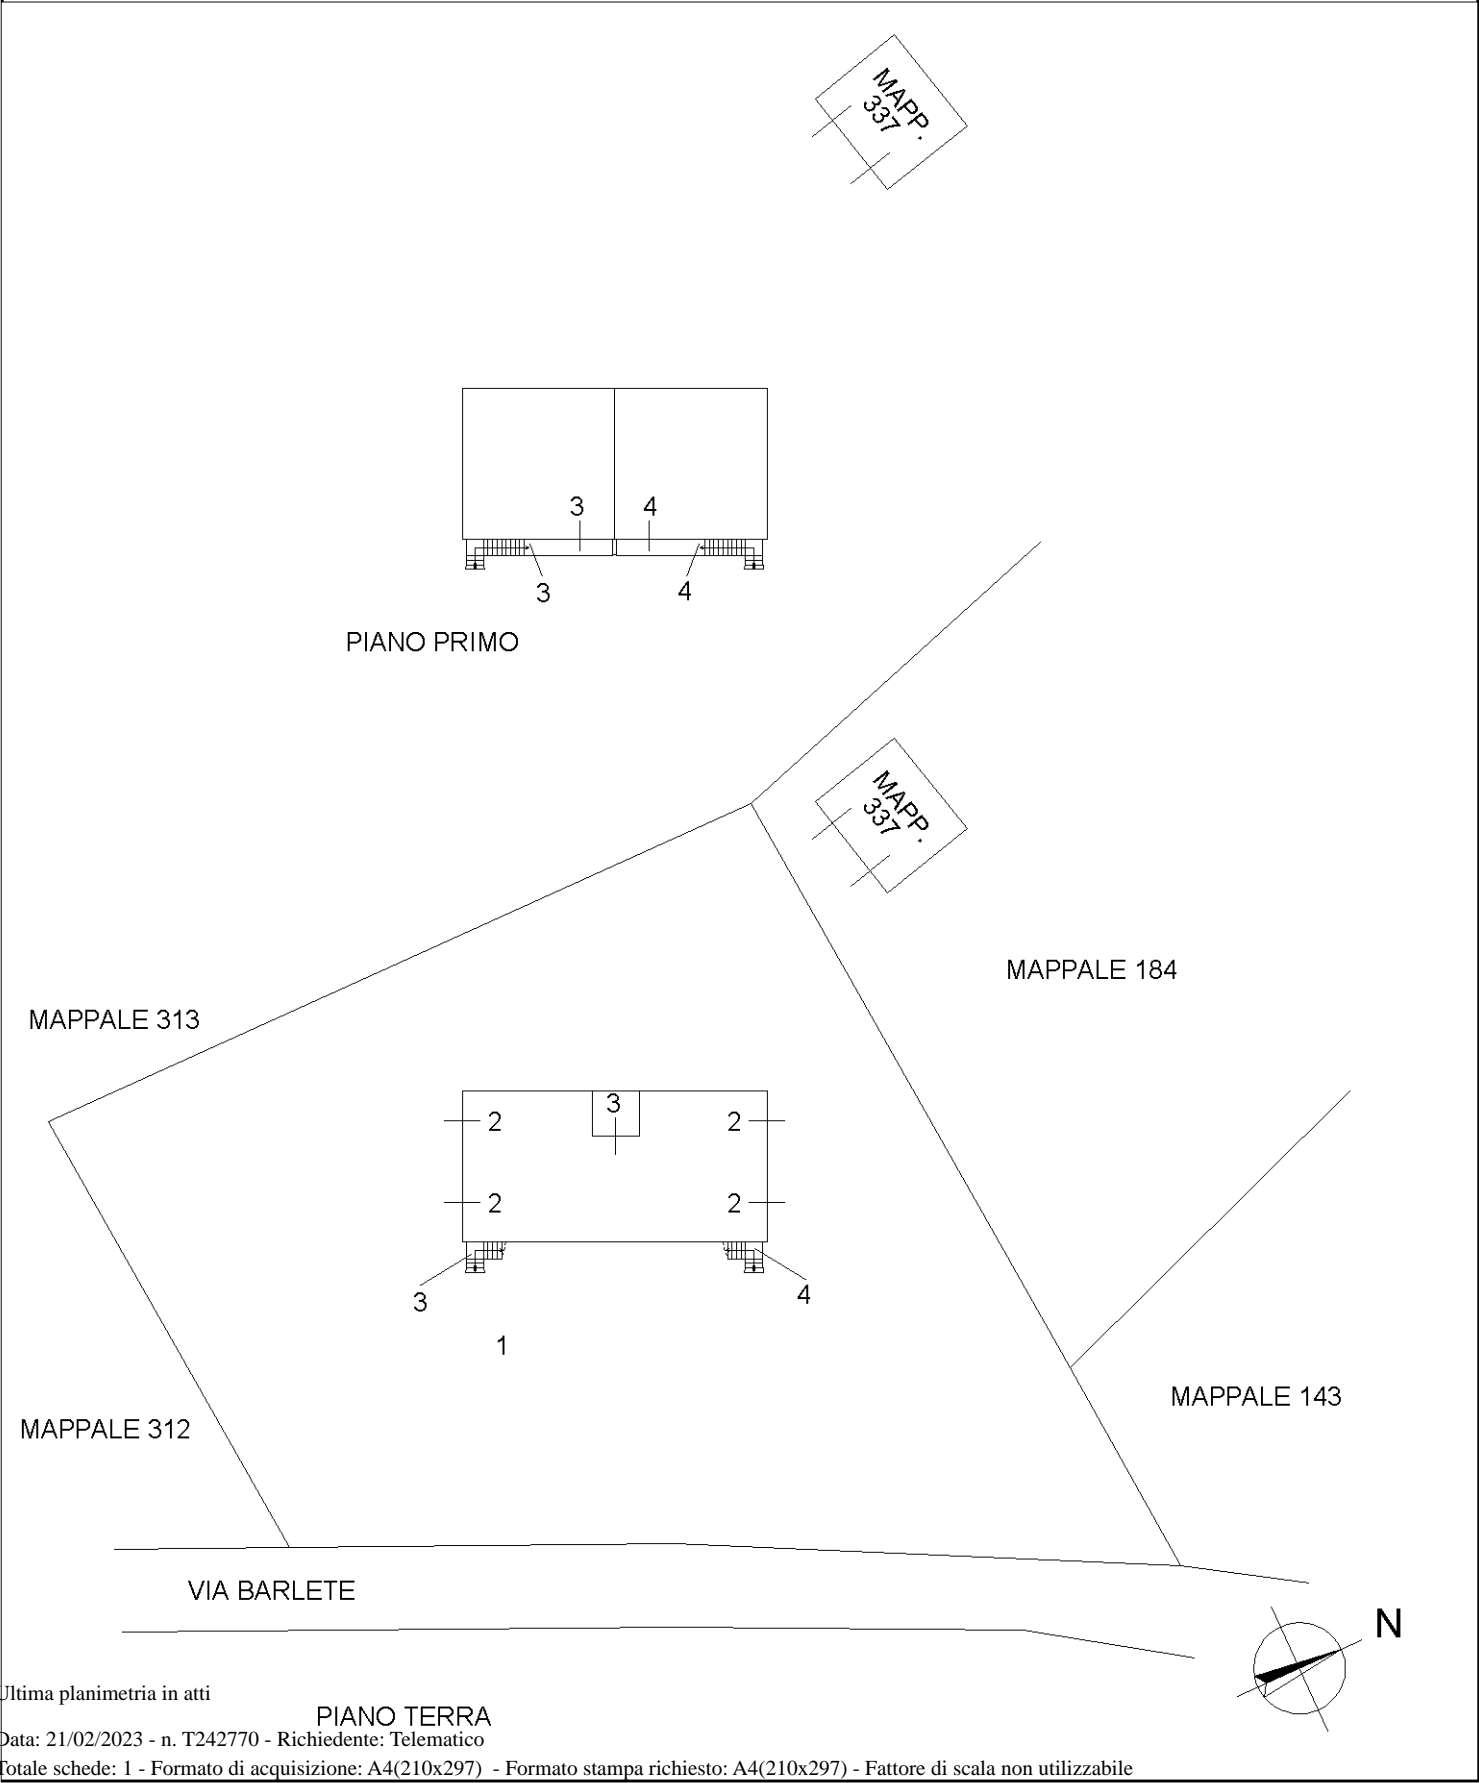 MAPP.
337
3
4
3
4
PIANO PRIMO
MAPP.
337
MAPPALE 184
MAPPALE 313
3
2
2
2
2
3
4
1
MAPPALE 143
MAPPALE 312
VIA BARLETE
N
Ultima planimetria in atti
PIANO TERRA
Data: 21/02/2023 - n. T242770 - Richiedente: Telematico
Totale schede: 1 - Formato di acquisizione: A4(210x297) - Formato stampa richiesto: A4(210x297) - Fattore di scala non utilizzabile